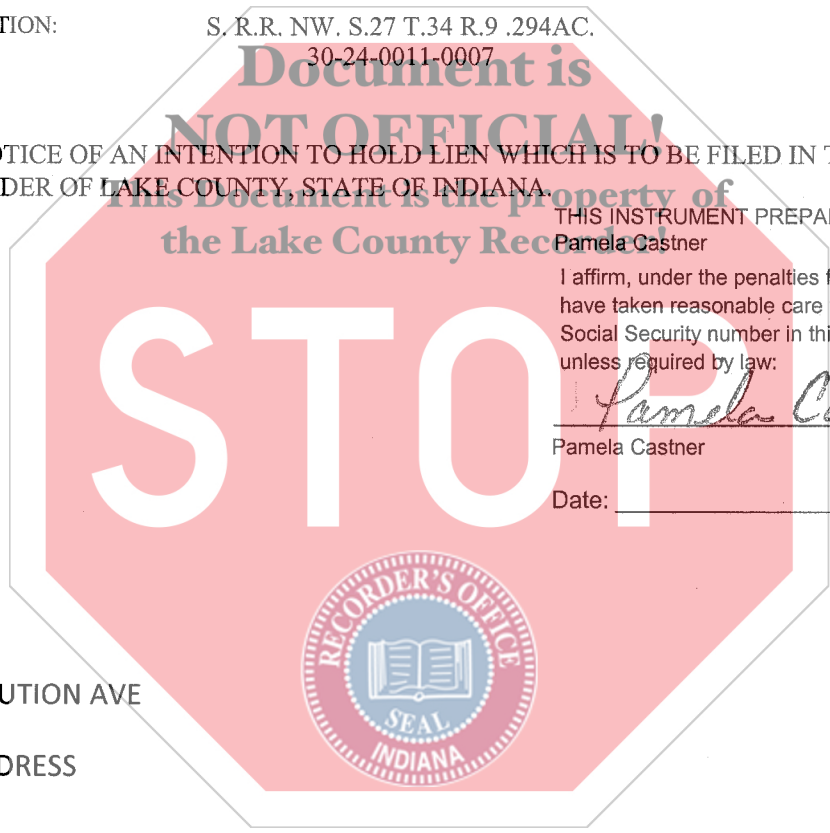 TION: S. R.R. NW. S.27 T.34 R.9 .294AC.
30-24-0011-0007
Document is
NOT OFFICIAL!
OTICE OF AN INTENTION TO HOLD LIEN WHICH IS TO BE FILED IN T
DER OF LAKE COUNTY, STATE OF INDIANA.
This Document is the property of
the Lake County Recorder!
THIS INSTRUMENT PREPA
Pamela Castner
I affirm, under the penalties f
have taken reasonable care
Social Security number in thi
unless required by law:
Pamela Ca
Pamela Castner
Date:
STOP
RECORDER'S OFFICE
SEAL
INDIANA
UTION AVE
DRESS